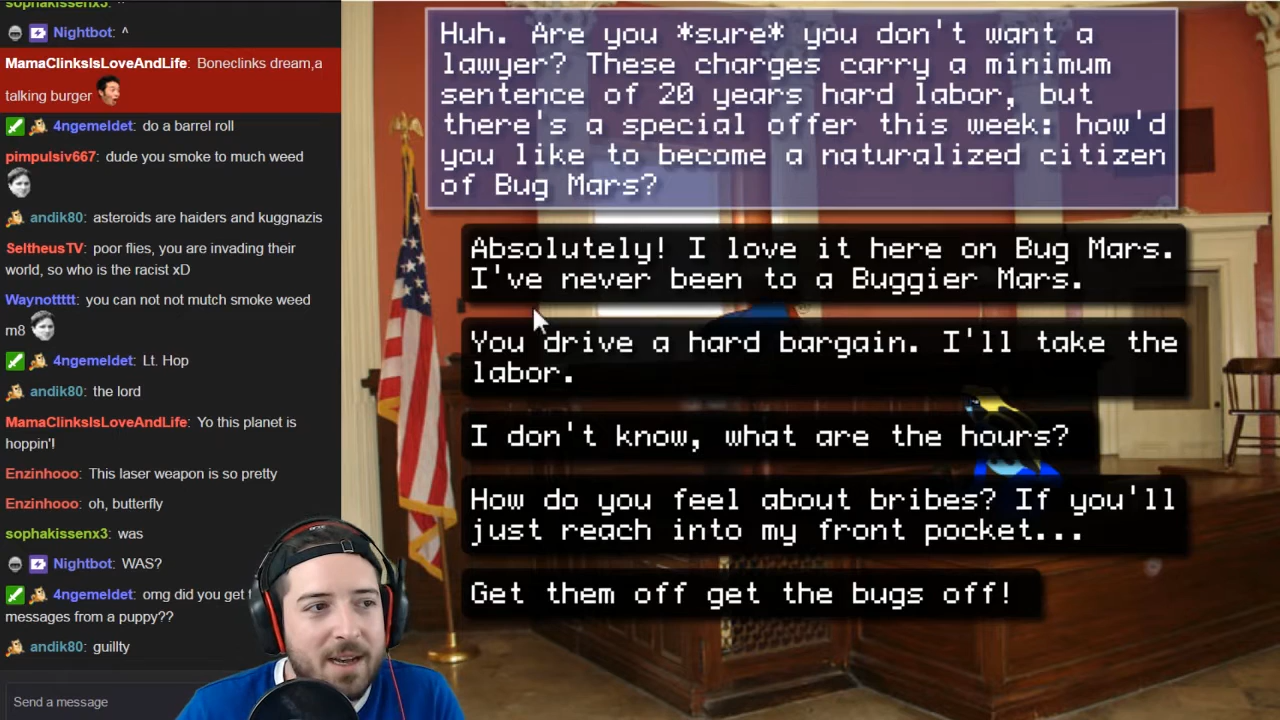 sophakissenx3: ^
Nightbot: ^
MamaClinksIsLoveAndLife: Boneclinks dream,a
talking burger
4ngemeldet: do a barrel roll
pimpulsiv667: dude you smoke to much weed
andik80: asteroids are haiders and kuggnazis
SeltheusTV: poor flies, you are invading their
world, so who is the racist xD
Waynottttt: you can not not mutch smoke weed
m8
4ngemeldet: Lt. Hop
andik80: the lord
MamaClinksIsLoveAndLife: Yo this planet is
hoppin'!
Enzinhooo: This laser weapon is so pretty
Enzinhooo: oh, butterfly
sophakissenx3: was
Nightbot: WAS?
4ngemeldet: omg did you get
messages from a puppy??
andik80: guillty
Send a message
Huh. Are you *sure* you don't want a
lawyer? These charges carry a minimum
sentence of 20 years hard labor, but
there's a special offer this week: how'd
you like to become a naturalized citizen
of Bug Mars?
Absolutely! I love it here on Bug Mars.
I've never been to a Buggier Mars.
You drive a hard bargain. I'll take the
labor.
I don't know, what are the hours?
How do you feel about bribes? If you'll
just reach into my front pocket...
Get them off get the bugs off!